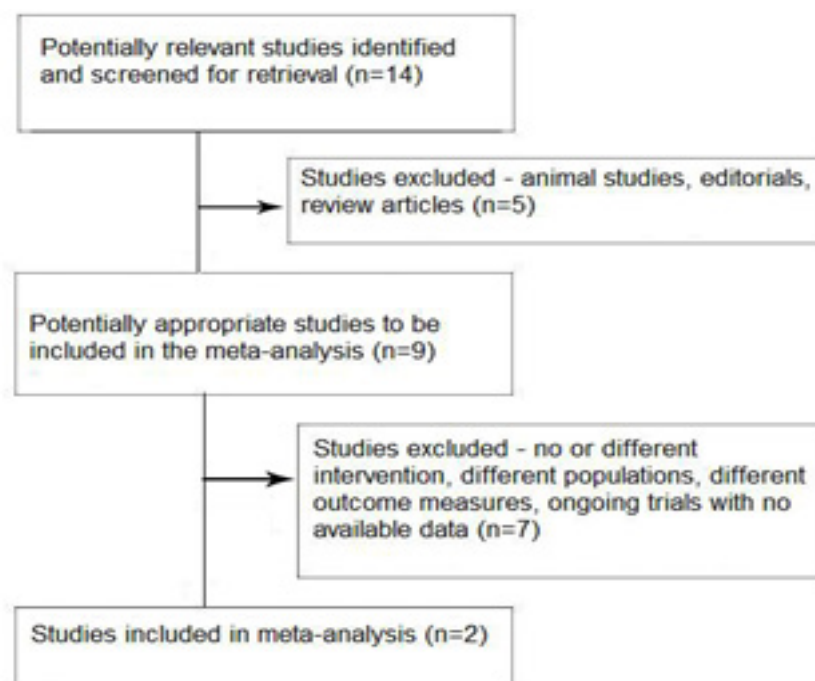 Potentially relevant studies identified
and screened for retrieval (n=14)
Studies excluded - animal studies, editorials,
review articles (n=5)
Potentially appropriate studies to be
included in the meta-analysis (n=9)
Studies excluded - no or different
intervention, different populations, different
outcome measures, ongoing trials with no
available data (n=7)
Studies included in meta-analysis (n=2)